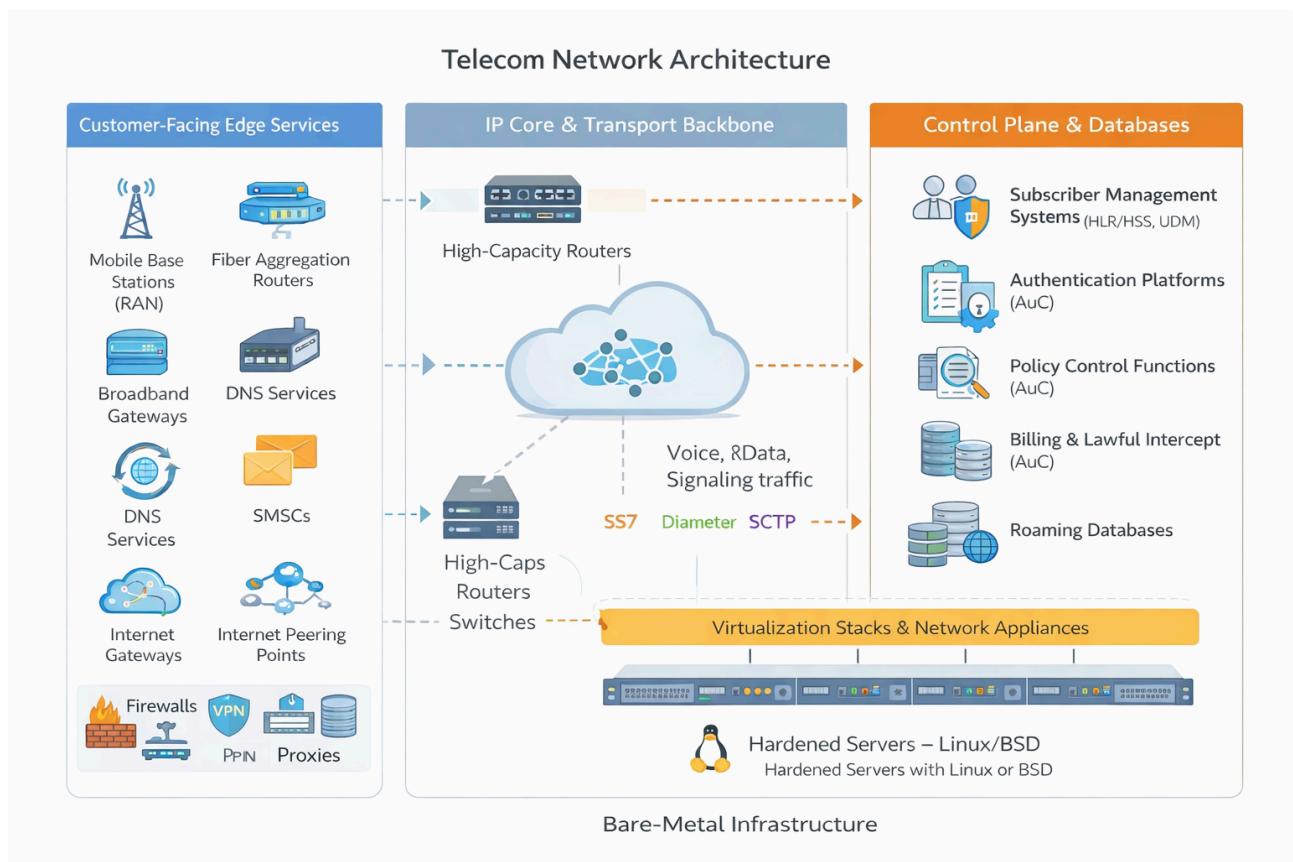 Telecom Network Architecture
Customer-Facing Edge Services
Mobile Base
Stations
(RAN)
Fiber Aggregation
Routers
Broadband
Gateways
DNS Services
DNS
Services
SMSCs
Internet
Gateways
Internet Peering
Points
Firewalls
VPN
PPIN
Proxies
IP Core & Transport Backbone
High-Capacity Routers
Voice, RData,
Signaling traffic
SS7 Diameter SCTP
High-Caps
Routers
Switches
Control Plane & Databases
Subscriber Management
Systems (HLR/HSS, UDM)
Authentication Platforms
(AuC)
Policy Control Functions
(AuC)
Billing & Lawful Intercept
(AuC)
Roaming Databases
Virtualization Stacks & Network Appliances
Hardened Servers – Linux/BSD
Hardened Servers with Linux or BSD
Bare-Metal Infrastructure